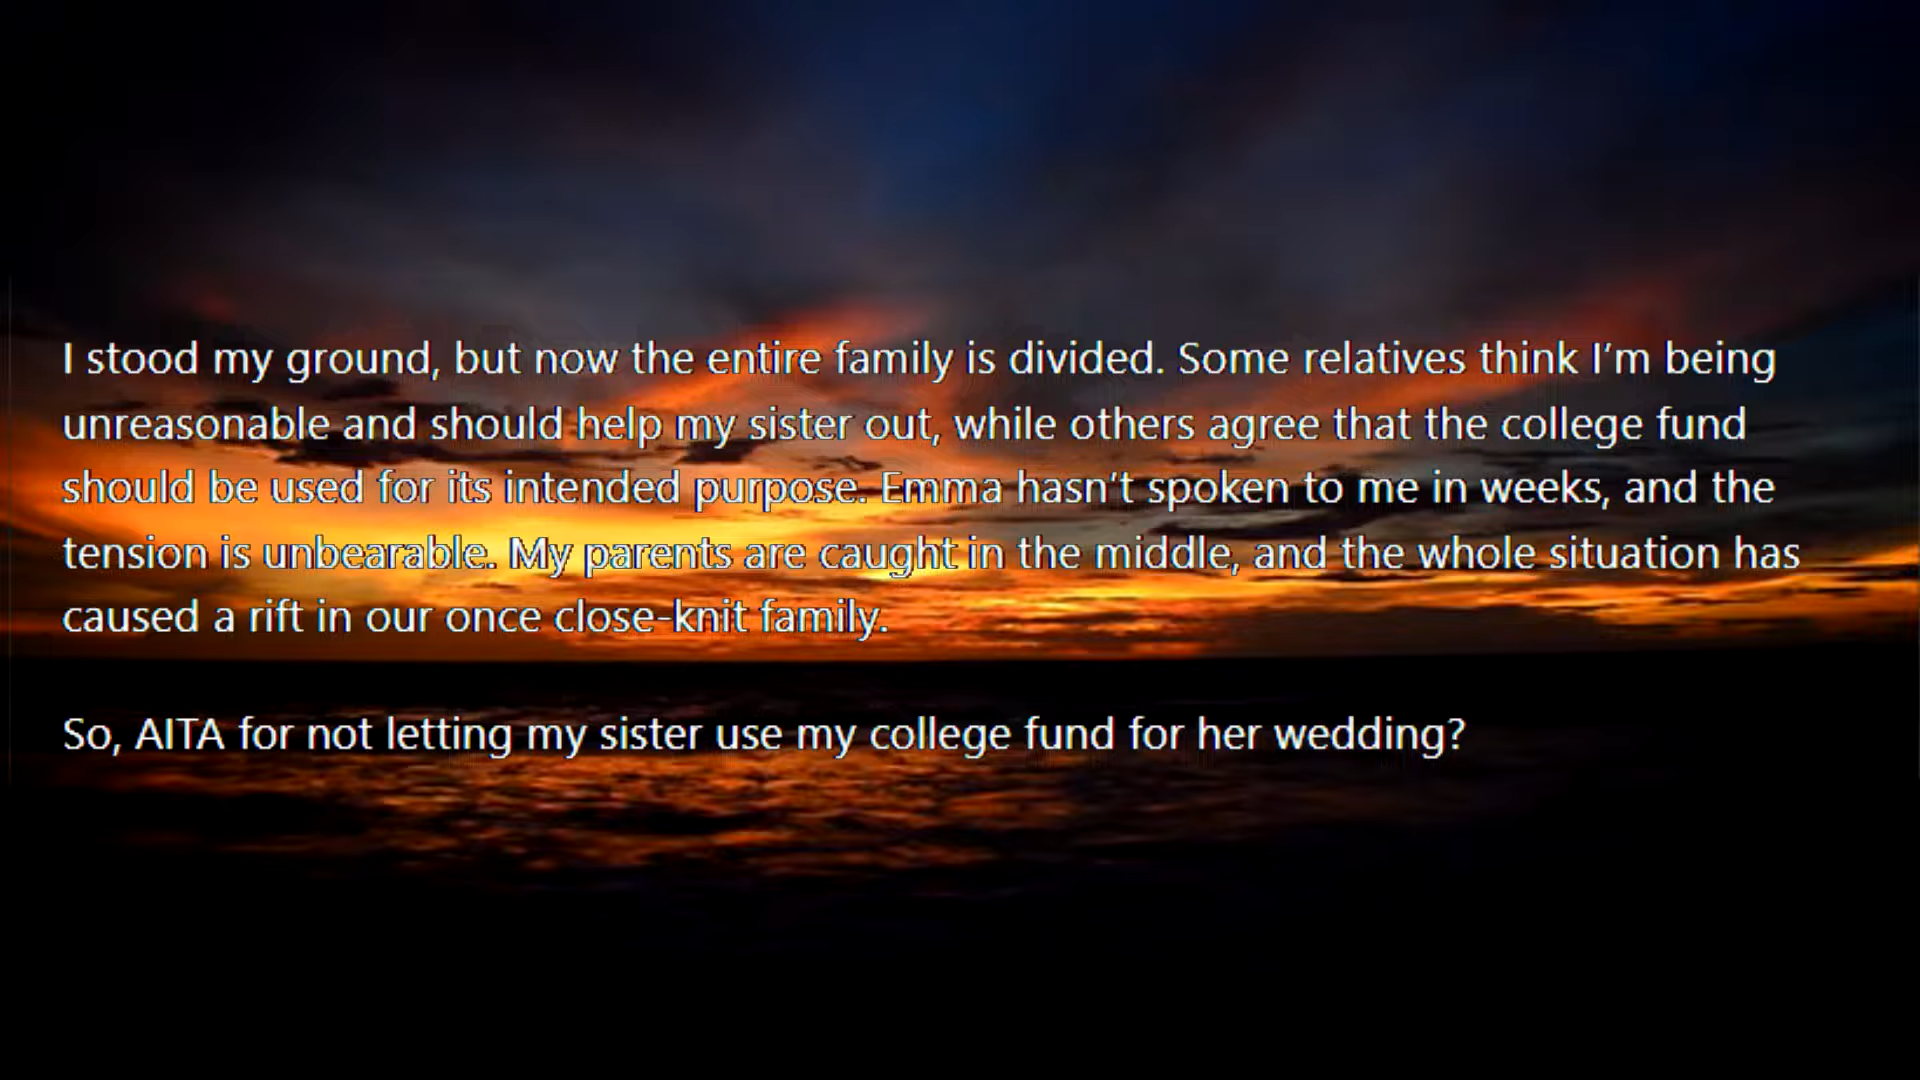 I stood my ground, but now the entire family is divided. Some relatives think I’m being
unreasonable and should help my sister out, while others agree that the college fund
should be used for its intended purpose. Emma hasn’t spoken to me in weeks, and the
tension is unbearable. My parents are caught in the middle, and the whole situation has
caused a rift in our once close-knit family.
So, AITA for not letting my sister use my college fund for her wedding?